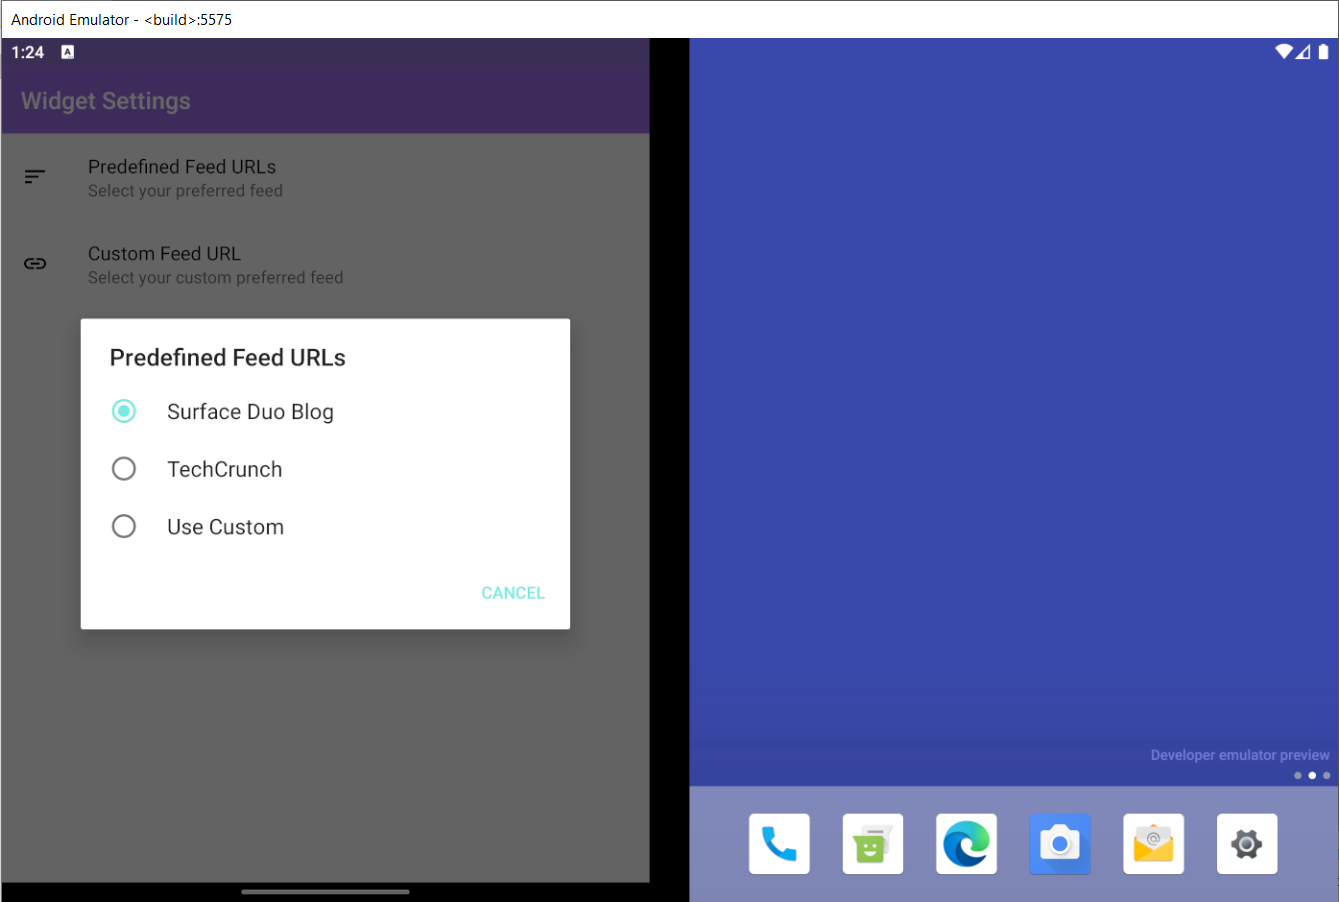 Android Emulator - <build>:5575
1:24
A
Widget Settings
Predefined Feed URLs
Select your preferred feed
Custom Feed URL
Select your custom preferred feed
Predefined Feed URLs
Surface Duo Blog
TechCrunch
Use Custom
CANCEL
Developer emulator preview
@